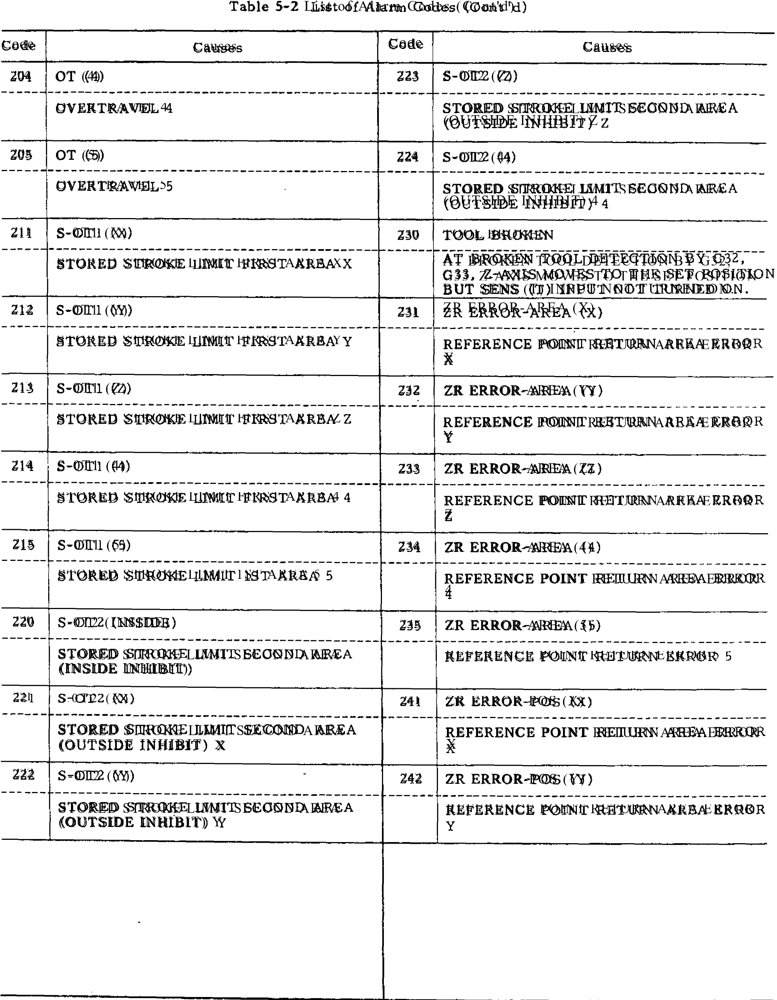 Table 5-2 List of Alarm Codes (Cont'd)
Code
Causes
204
OT (4)
OVERTRAVEL 4
205
OT (5)
OVERTRAVEL 5
211
S-OT1 (X)
STORED STROKE LIMIT FIRST AREA X
212
S-OT1 (Y)
STORED STROKE LIMIT FIRST AREA Y
213
S-OT1 (Z)
STORED STROKE LIMIT FIRST AREA Z
214
S-OT1 (4)
STORED STROKE LIMIT FIRST AREA 4
215
S-OT1 (5)
STORED STROKE LIMIT 1ST AREA 5
220
S-OT2 (INSIDE)
STORED STROKE LIMIT SECOND AREA
(INSIDE INHIBIT)
221
S-OT2 (X)
STORED STROKE LIMIT SECOND AREA
(OUTSIDE INHIBIT) X
222
S-OT2 (Y)
STORED STROKE LIMIT SECOND AREA
(OUTSIDE INHIBIT) Y
Code
Causes
223
S-OT2 (Z)
STORED STROKE LIMIT SECOND AREA
(OUTSIDE INHIBIT) Z
224
S-OT2 (4)
STORED STROKE LIMIT SECOND AREA
(OUTSIDE INHIBIT) 4
230
TOOL BROKEN
AT BROKEN TOOL DETECTION BY G32,
G33, Z-AXIS MOVES TO THE SET POSITION
BUT SENS (T) INPUT NOT TURNED ON.
231
ZR ERROR-AREA (X)
REFERENCE POINT RETURN AREA ERROR
X
232
ZR ERROR-AREA (Y)
REFERENCE POINT RETURN AREA ERROR
Y
233
ZR ERROR-AREA (Z)
REFERENCE POINT RETURN AREA ERROR
Z
234
ZR ERROR-AREA (4)
REFERENCE POINT RETURN AREA ERROR
4
235
ZR ERROR-AREA (5)
REFERENCE POINT RETURN ERROR 5
241
ZR ERROR-POS (X)
REFERENCE POINT RETURN AREA ERROR
X
242
ZR ERROR-POS (Y)
REFERENCE POINT RETURN AREA ERROR
Y